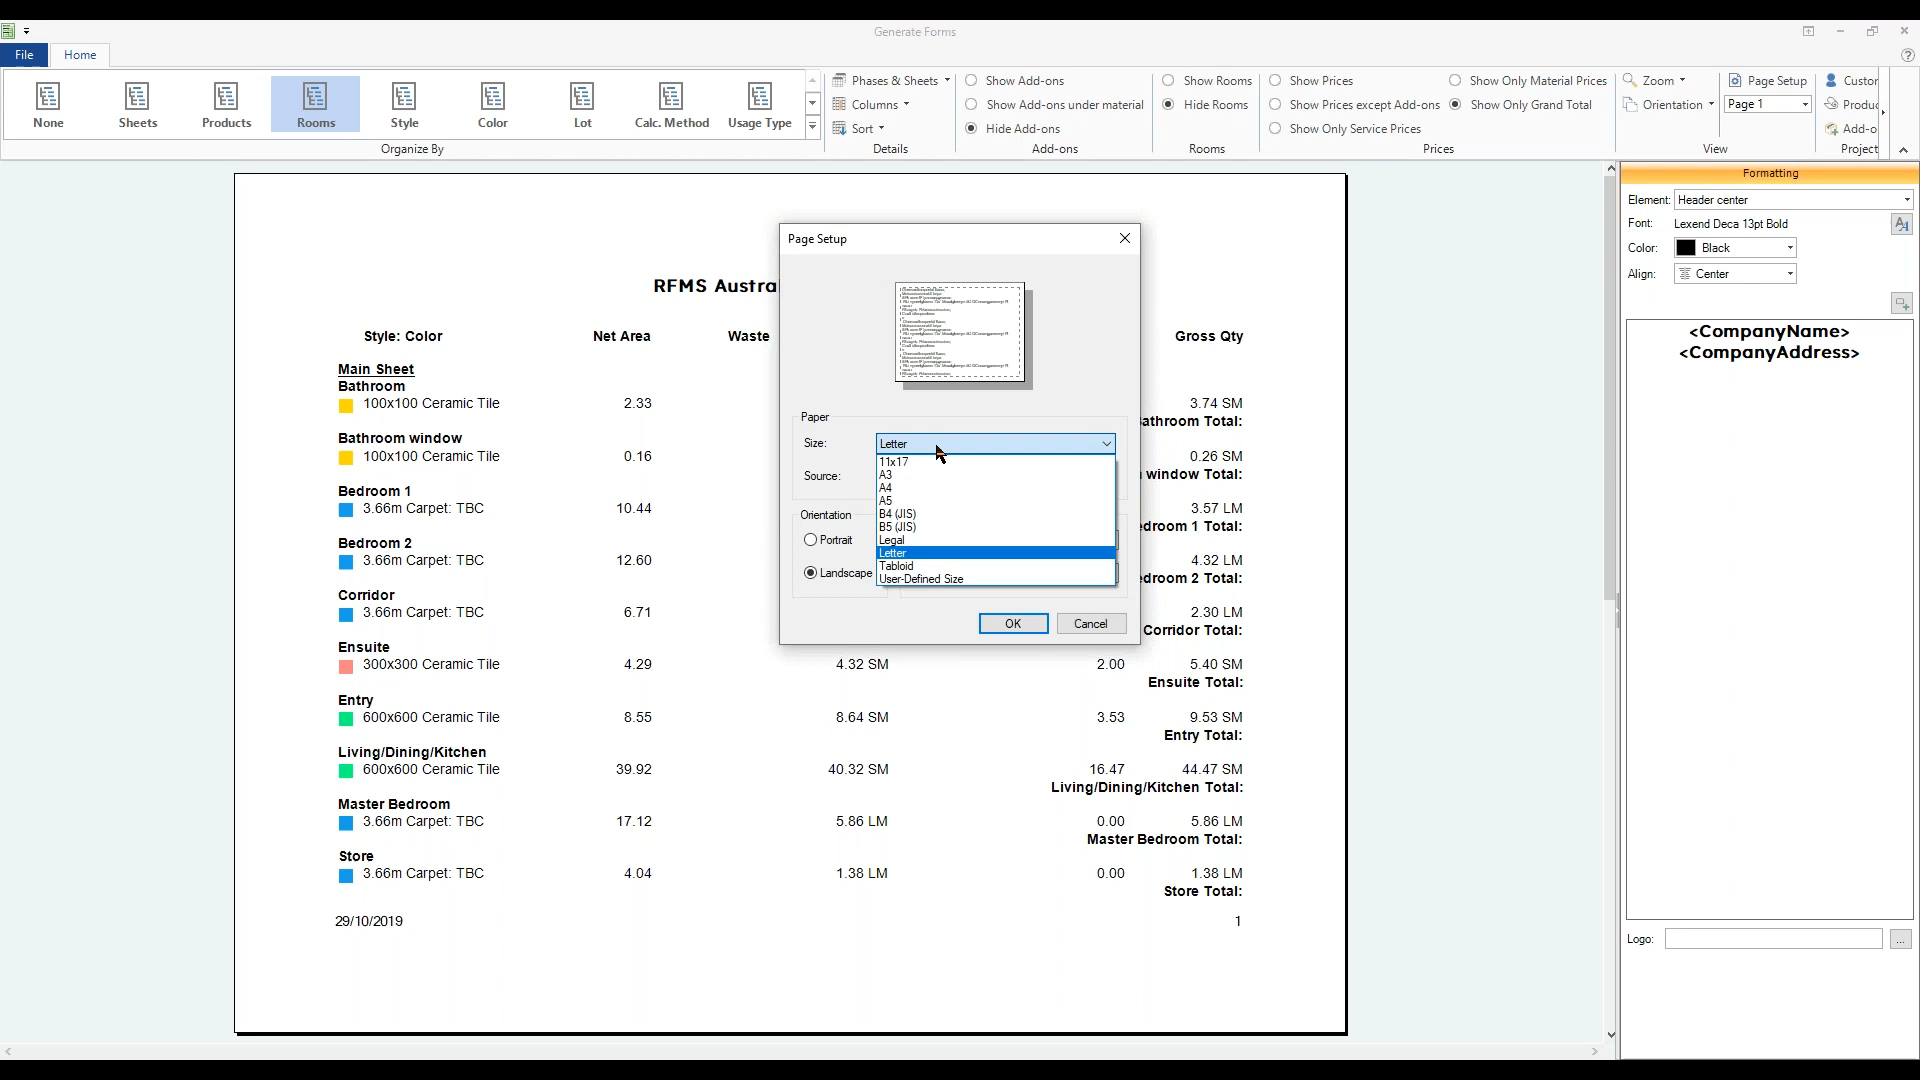 Generate Forms
File
Home
None
Sheets
Products
Rooms
Style
Color
Lot
Calc. Method
Usage Type
Organize By
Phases & Sheets
Columns
Sort
Details
Show Add-ons
Show Add-ons under material
Hide Add-ons
Add-ons
Show Rooms
Hide Rooms
Rooms
Show Prices
Show Prices except Add-ons
Show Only Service Prices
Show Only Material Prices
Show Only Grand Total
Prices
Zoom
Orientation
Page Setup
Page 1
View
Custor
Produc
Add-o
Project
RFMS Austra
Style: Color Net Area Waste Gross Qty
Main Sheet
Bathroom
100x100 Ceramic Tile 2.33 3.74 SM
athroom Total:
Bathroom window
100x100 Ceramic Tile 0.16 0.26 SM
window Total:
Bedroom 1
3.66m Carpet: TBC 10.44 3.57 LM
edroom 1 Total:
Bedroom 2
3.66m Carpet: TBC 12.60 4.32 LM
edroom 2 Total:
Corridor
3.66m Carpet: TBC 6.71 2.30 LM
Corridor Total:
Ensuite
300x300 Ceramic Tile 4.29 4.32 SM 2.00 5.40 SM
Ensuite Total:
Entry
600x600 Ceramic Tile 8.55 8.64 SM 3.53 9.53 SM
Entry Total:
Living/Dining/Kitchen
600x600 Ceramic Tile 39.92 40.32 SM 16.47 44.47 SM
Living/Dining/Kitchen Total:
Master Bedroom
3.66m Carpet: TBC 17.12 5.86 LM 0.00 5.86 LM
Master Bedroom Total:
Store
3.66m Carpet: TBC 4.04 1.38 LM 0.00 1.38 LM
Store Total:
29/10/2019 1
Page Setup
Paper
Size: Letter
11x17
A3
A4
A5
B4 (JIS)
B5 (JIS)
Legal
Letter
Tabloid
User-Defined Size
Source:
Orientation
Portrait
Landscape
OK Cancel
Formatting
Element: Header center
Font: Lexend Deca 13pt Bold
Color: Black
Align: Center
<CompanyName>
<CompanyAddress>
Logo:
...